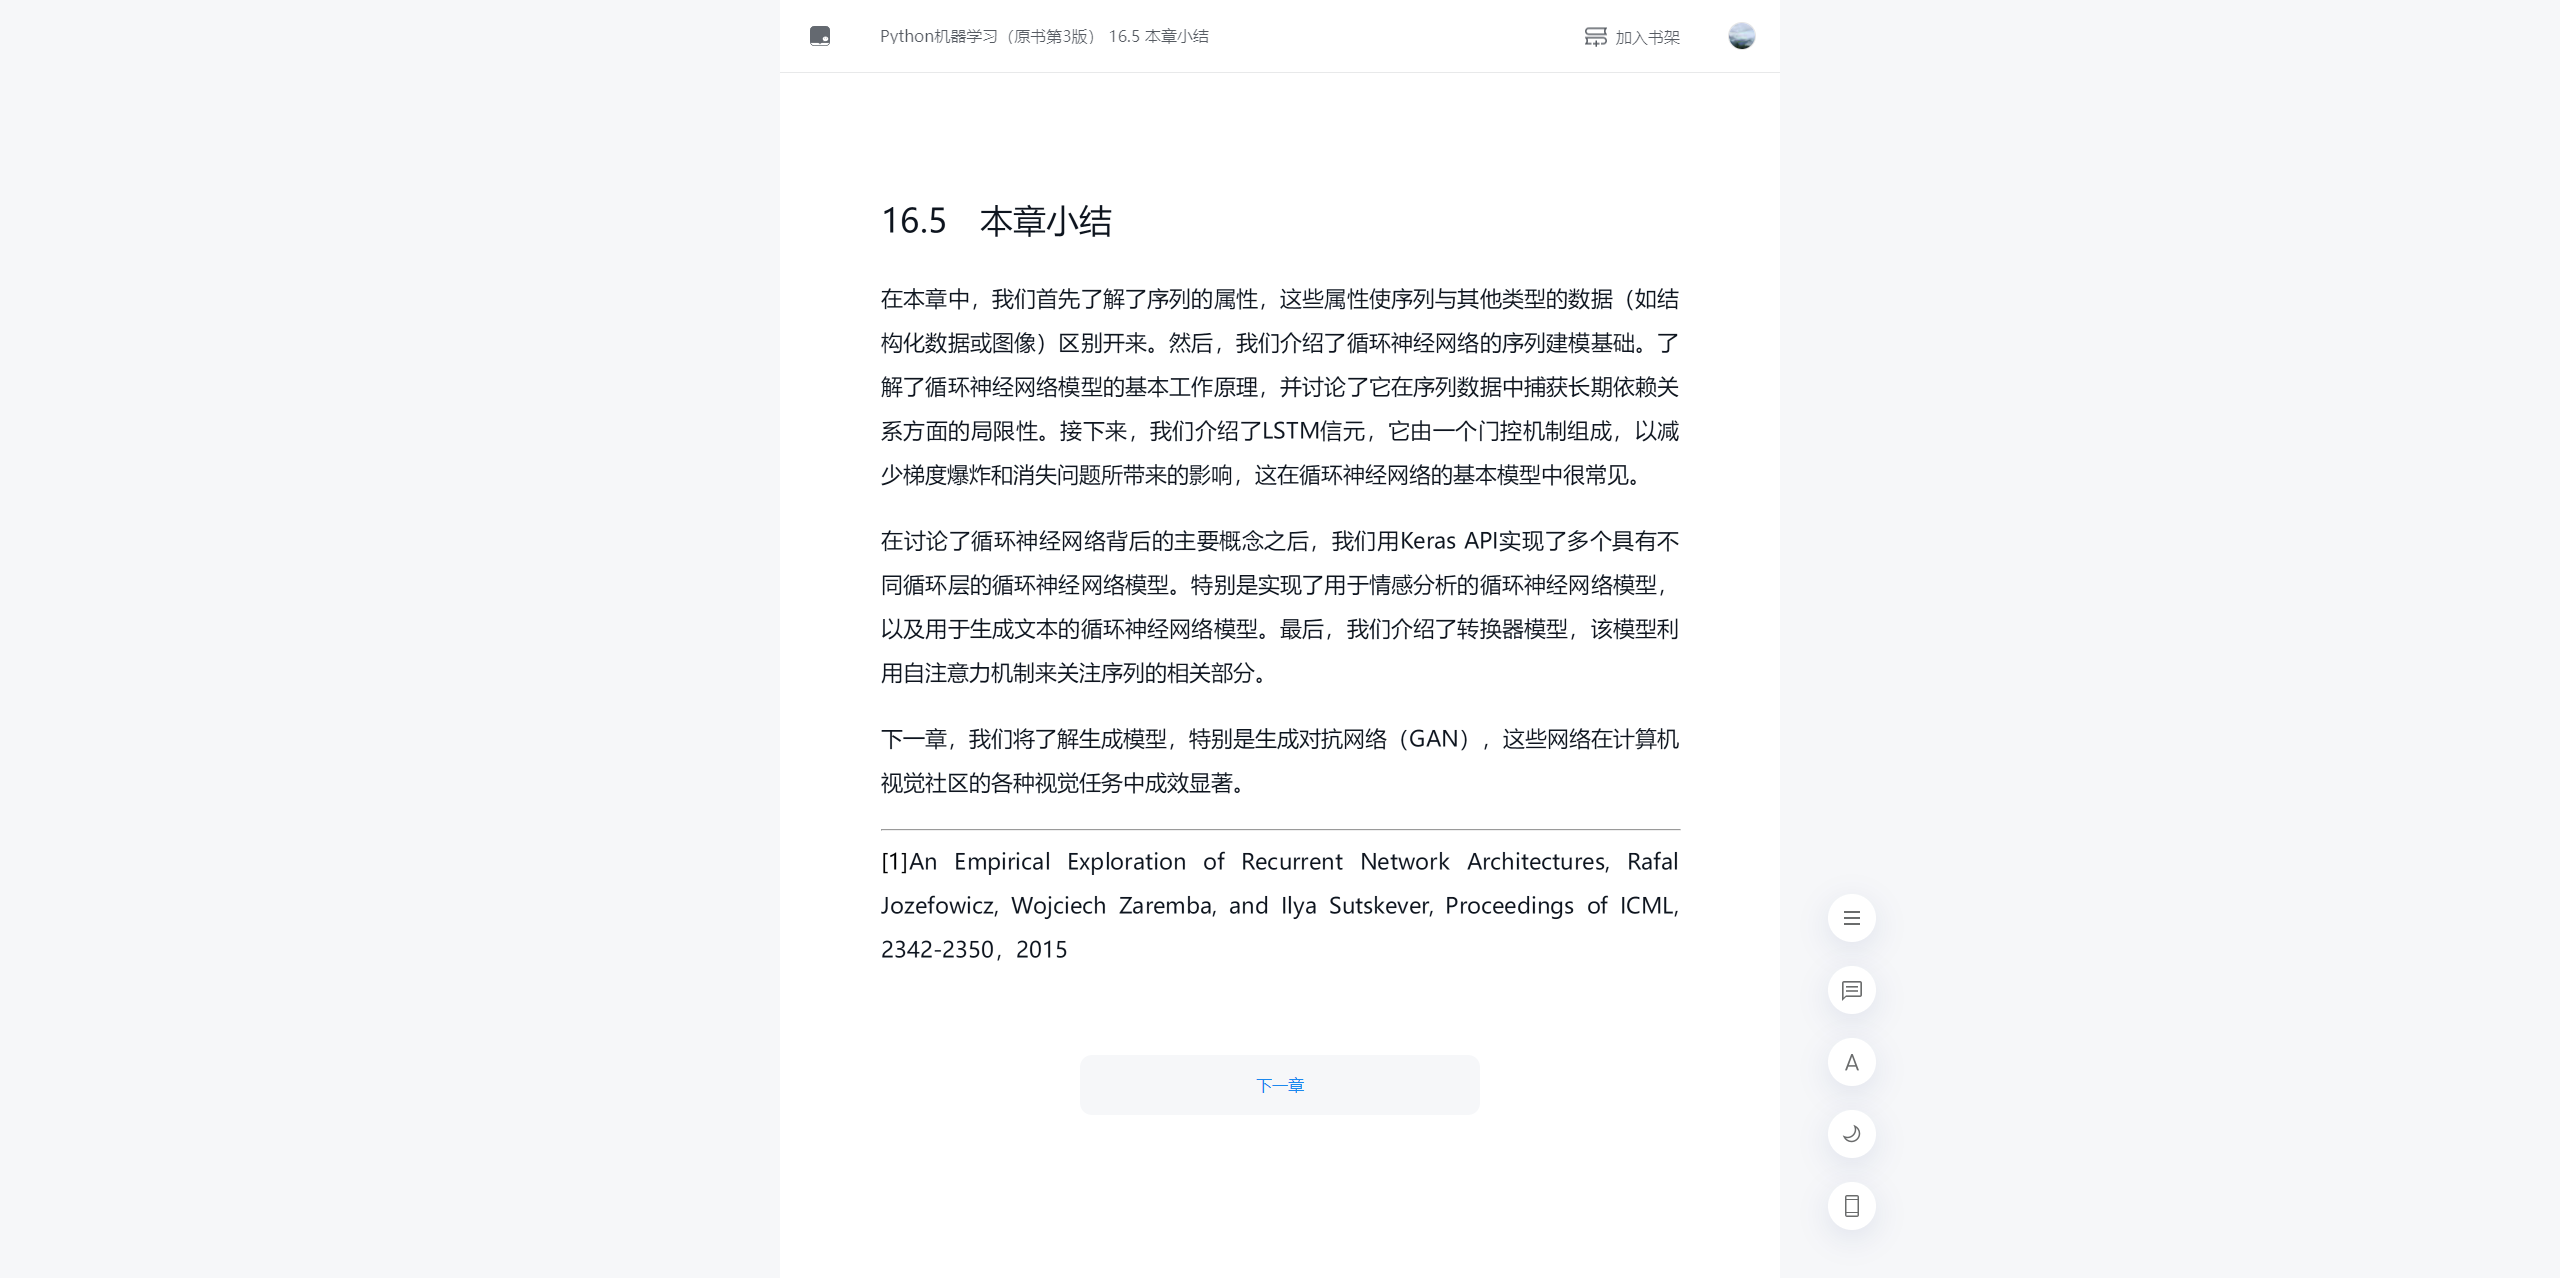 Python机器学习（原书第3版） 16.5 本章小结
加入书架
16.5 本章小结
在本章中，我们首先了解了序列的属性，这些属性使序列与其他类型的数据（如结
构化数据或图像）区别开来。然后，我们介绍了循环神经网络的序列建模基础。了
解了循环神经网络模型的基本工作原理，并讨论了它在序列数据中捕获长期依赖关
系方面的局限性。接下来，我们介绍了LSTM信元，它由一个门控机制组成，以减
少梯度爆炸和消失问题所带来的影响，这在循环神经网络的基本模型中很常见。
在讨论了循环神经网络背后的主要概念之后，我们用Keras API实现了多个具有不
同循环层的循环神经网络模型。特别是实现了用于情感分析的循环神经网络模型，
以及用于生成文本的循环神经网络模型。最后，我们介绍了转换器模型，该模型利
用自注意力机制来关注序列的相关部分。
下一章，我们将了解生成模型，特别是生成对抗网络（GAN），这些网络在计算机
视觉社区的各种视觉任务中成效显著。
[1]An Empirical Exploration of Recurrent Network Architectures, Rafal
Jozefowicz, Wojciech Zaremba, and Ilya Sutskever, Proceedings of ICML,
2342-2350，2015
下一章
A